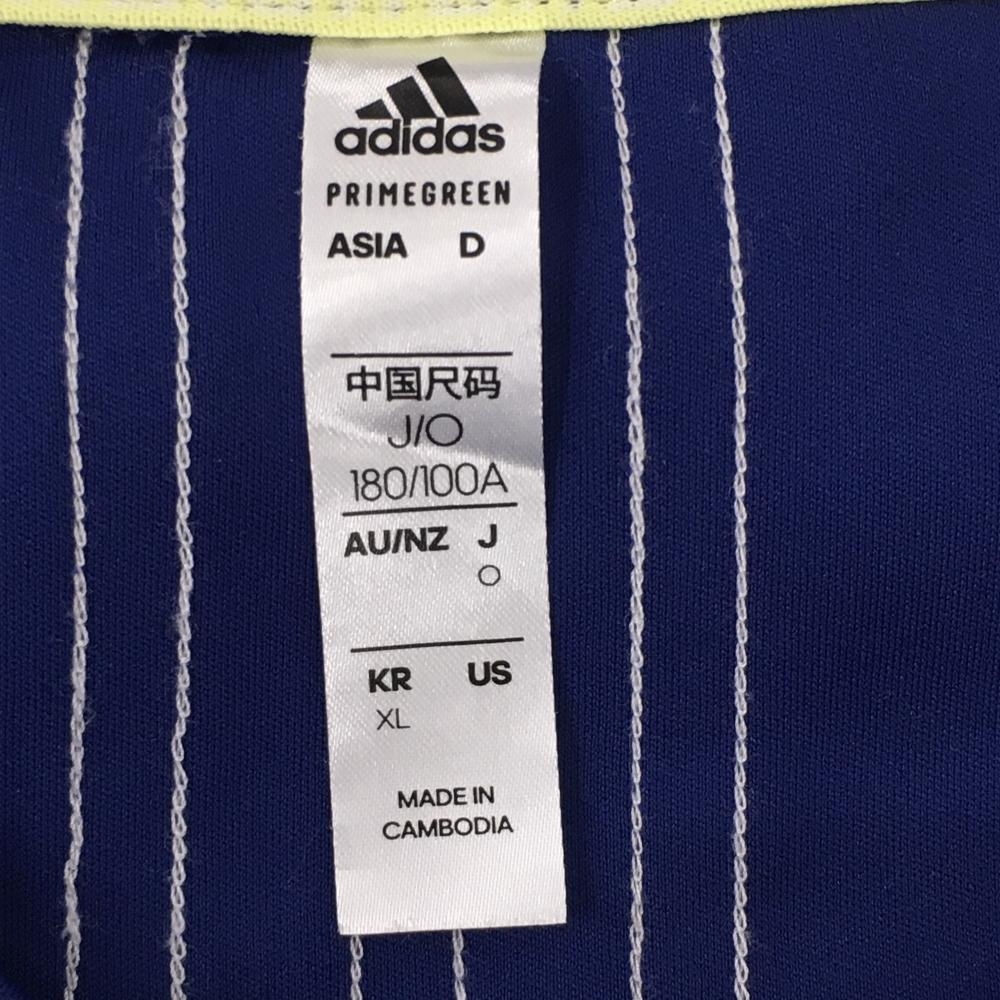 adidas
PRIMEGREEN
ASIA D
中国尺码
J/O
180/100A
AU/NZ J
O
KR US
XL
MADE IN
CAMBODIA